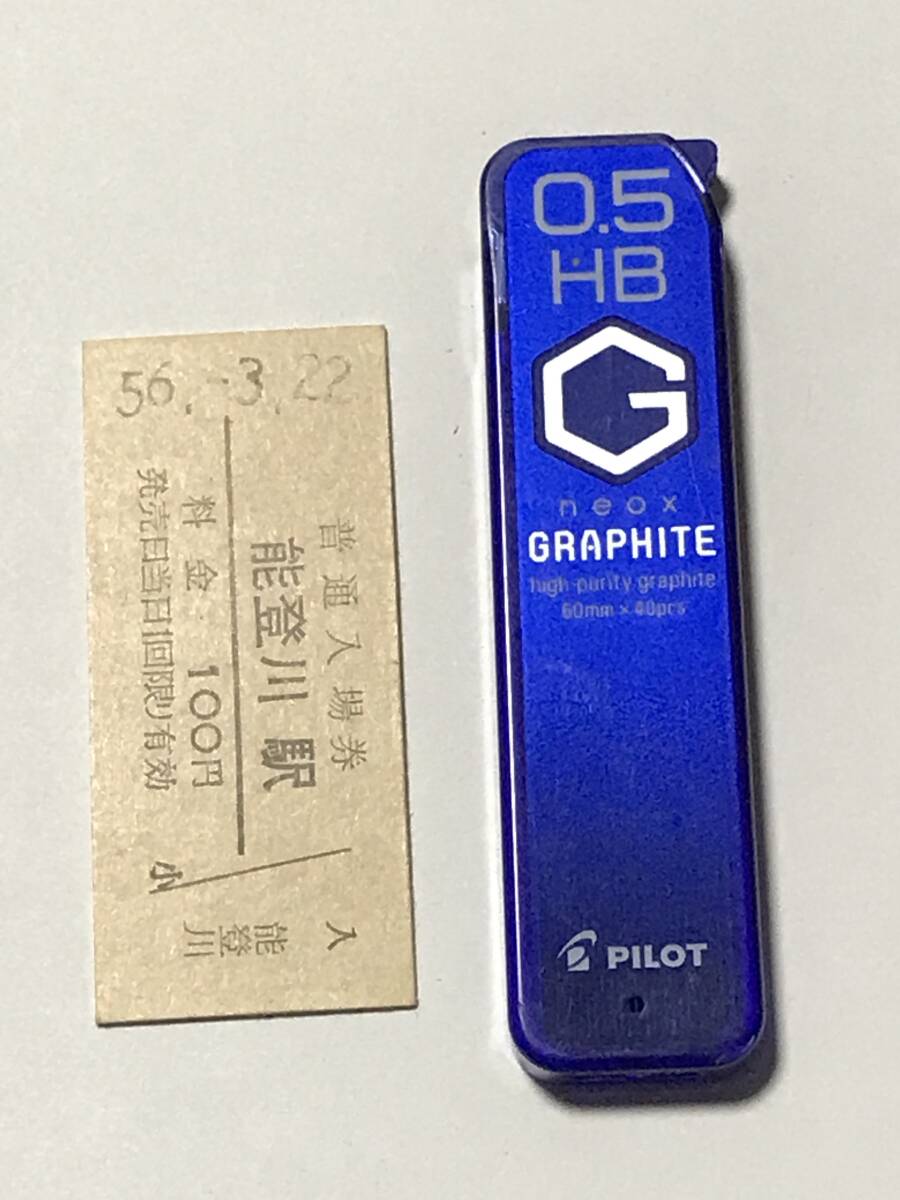 56.-3.22
普通入場券
能登川駅
料金 100円
発売日当日1回限り有効
小
入
能登川
0.5
HB
G
neox
GRAPHITE
high purity graphite
60mm×40pcs
PILOT